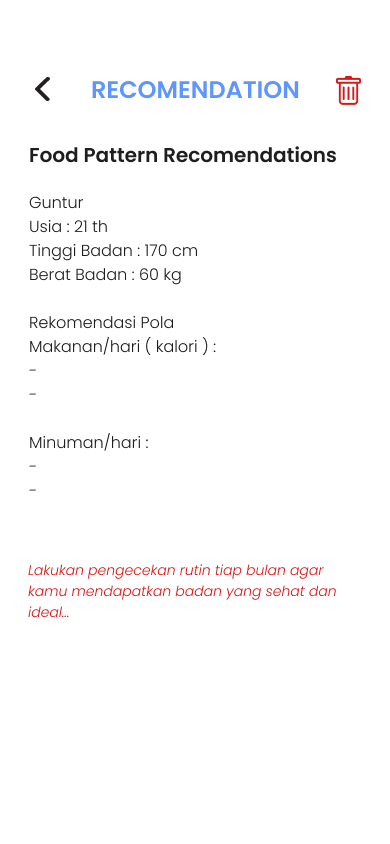 RECOMENDATION
Food Pattern Recomendations
Guntur
Usia : 21 th
Tinggi Badan : 170 cm
Berat Badan : 60 kg
Rekomendasi Pola
Makanan/hari ( kalori ) :
-
-
Minuman/hari :
-
-
Lakukan pengecekan rutin tiap bulan agar
kamu mendapatkan badan yang sehat dan
ideal...